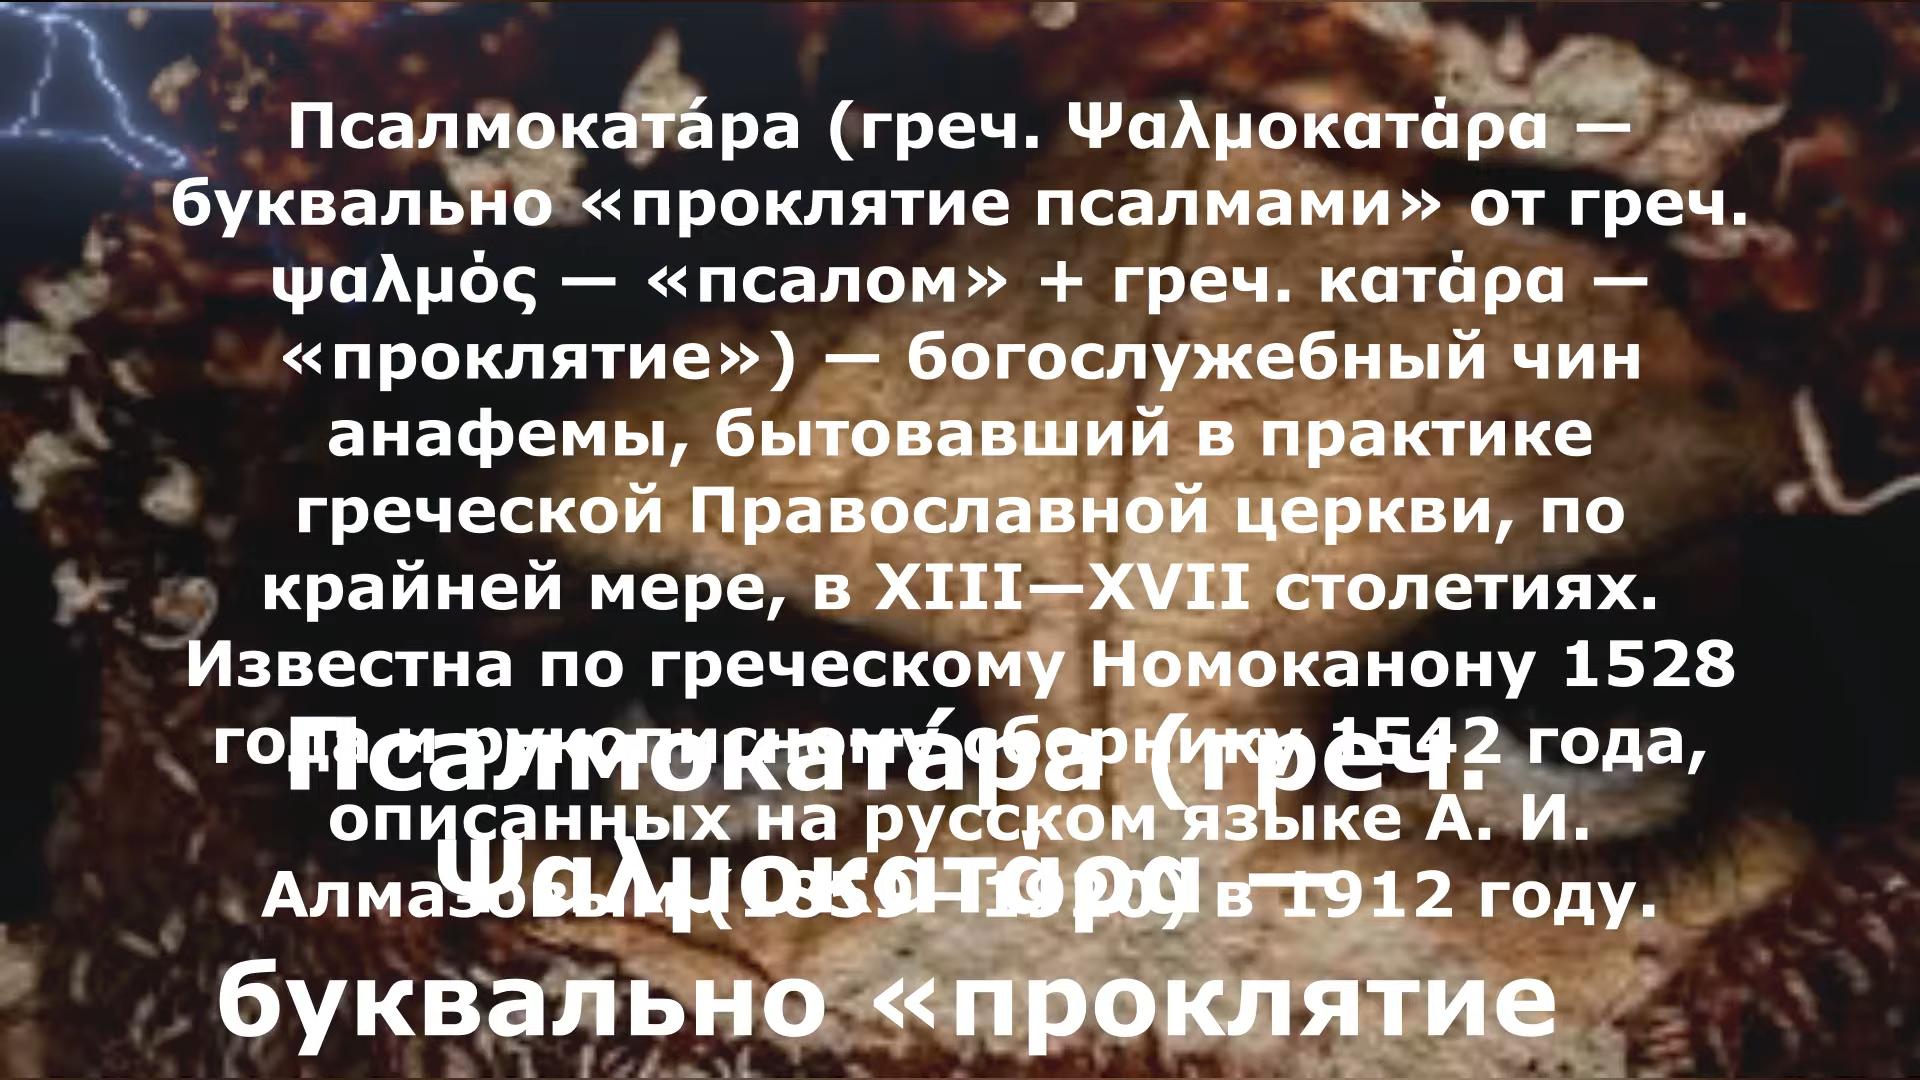 Псалмоката́ра (греч. Ψαλμοκατάρα —
буквально «проклятие псалмами» от греч.
ψαλμός — «псалом» + греч. κατάρα —
«проклятие») — богослужебный чин
анафемы, бытовавший в практике
греческой Православной церкви, по
крайней мере, в XIII—XVII столетиях.
Известна по греческому Номоканону 1528
года и рукописному сборнику 1542 года,
описанных на русском языке А. И.
Алмазовым (1859—1920) в 1912 году.
Псалмоката́ра (греч.
Ψαλμοκατάρα —
буквально «проклятие